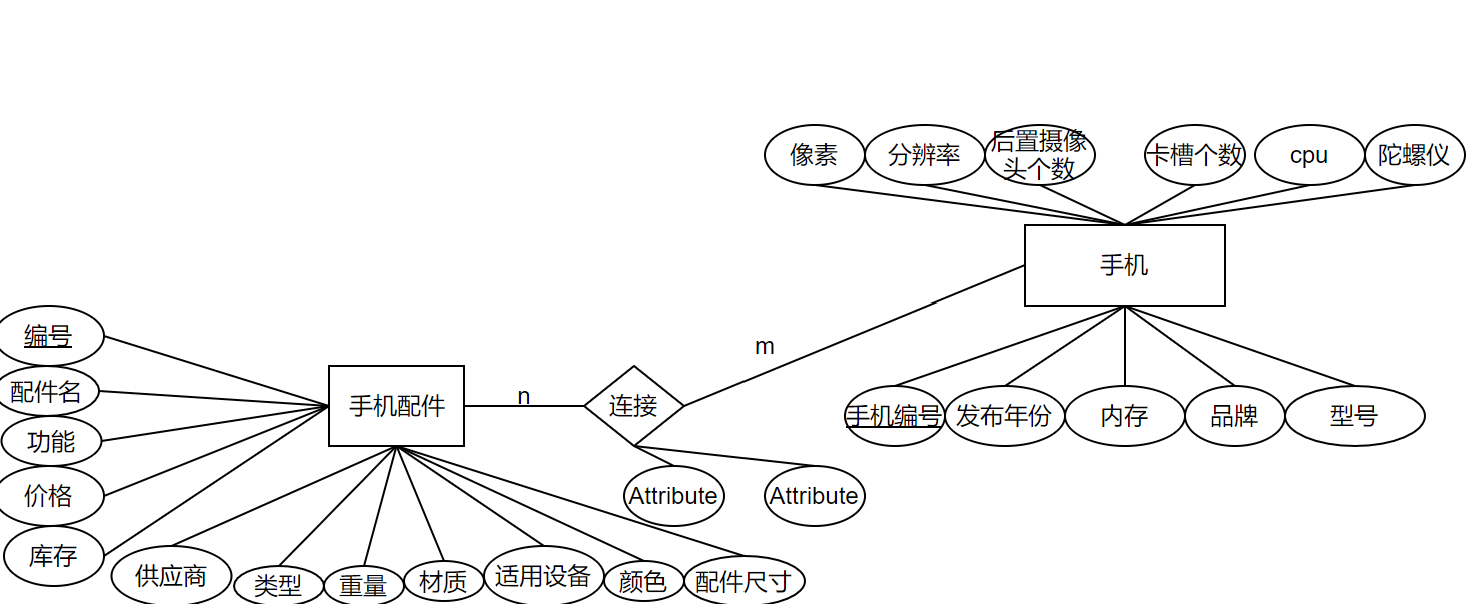 像素
分辨率
后置摄像
头个数
卡槽个数
cpu
陀螺仪
手机
编号
m
配件名
n
手机配件
连接
手机编号
发布年份
内存
品牌
型号
功能
价格
Attribute
Attribute
库存
供应商
类型
重量
材质
适用设备
颜色
配件尺寸